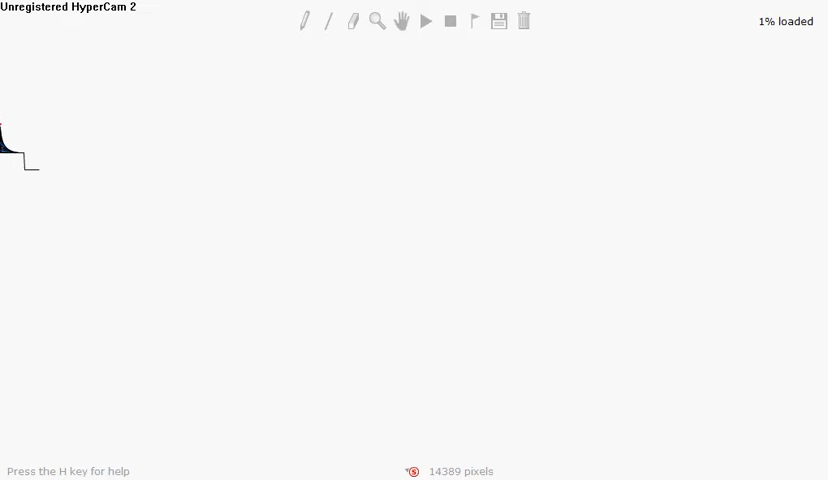 Unregistered HyperCam 2
1% loaded
Press the H key for help
14389 pixels